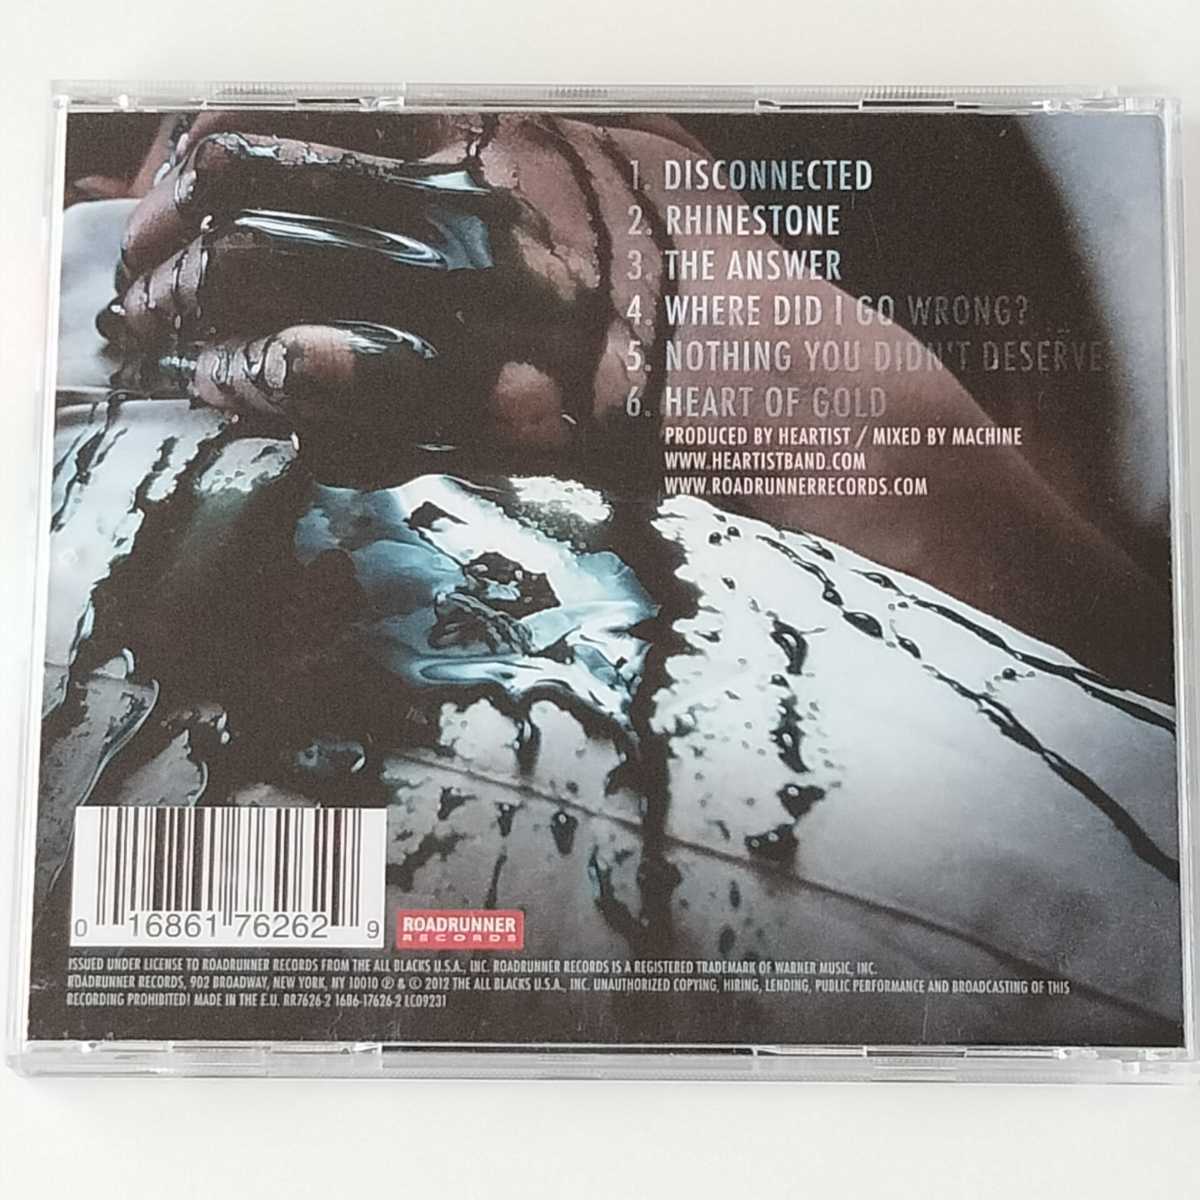 1. DISCONNECTED
2. RHINESTONE
3. THE ANSWER
4. WHERE DID I GO WRONG?
5. NOTHING YOU DIDN'T DESERVE
6. HEART OF GOLD
PRODUCED BY HEARTIST / MIXED BY MACHINE
WWW.HEARTISTBAND.COM
WWW.ROADRUNNERRECORDS.COM
0 16861 76262 9
ROADRUNNER
RECORDS
ISSUED UNDER LICENSE TO ROADRUNNER RECORDS FROM THE ALL BLACKS U.S.A., INC. ROADRUNNER RECORDS IS A REGISTERED TRADEMARK OF WARNER MUSIC, INC.
ROADRUNNER RECORDS, 902 BROADWAY, NEW YORK, NY 10010 ℗ & © 2012 THE ALL BLACKS U.S.A., INC. UNAUTHORIZED COPYING, HIRING, LENDING, PUBLIC PERFORMANCE AND BROADCASTING OF THIS
RECORDING PROHIBITED! MADE IN THE E.U. RR7626-2 1686-17626-2 LC09231